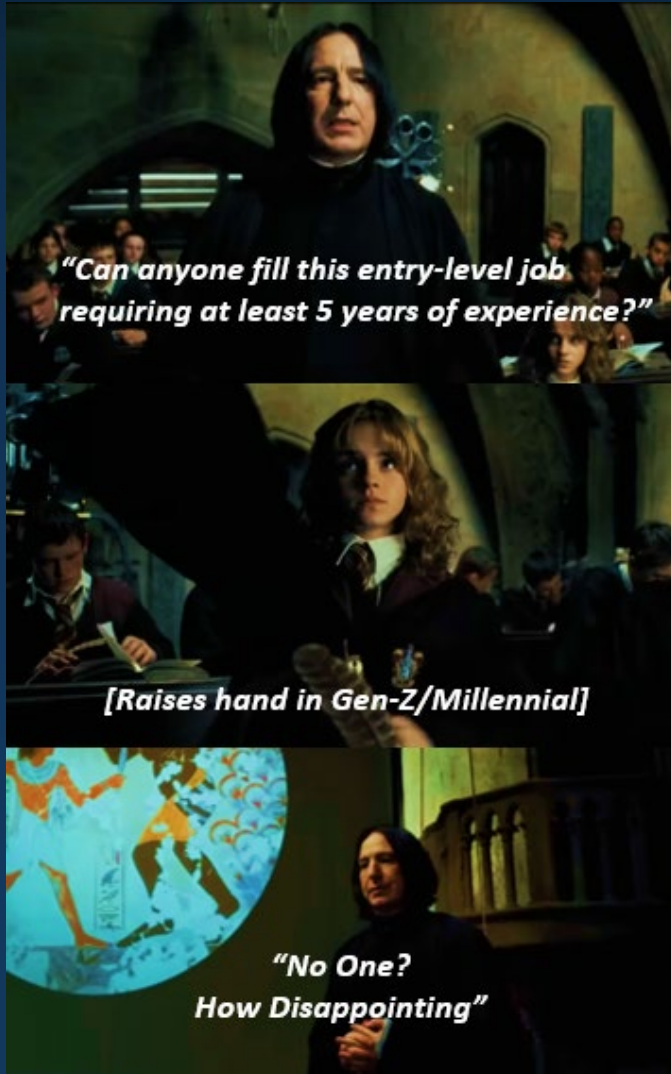 “Can anyone fill this entry-level job
requiring at least 5 years of experience?”
[Raises hand in Gen-Z/Millennial]
“No One?
How Disappointing”